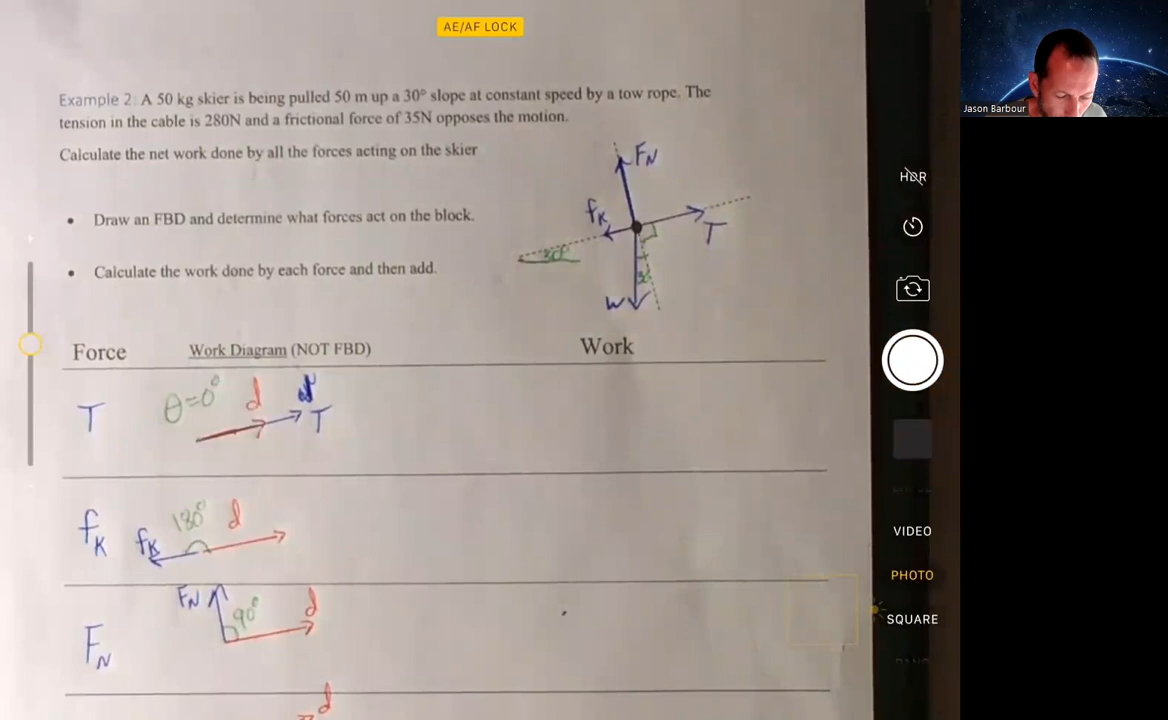 AE/AF LOCK
Example 2: A 50 kg skier is being pulled 50 m up a 30° slope at constant speed by a tow rope. The
tension in the cable is 280N and a frictional force of 35N opposes the motion.
Calculate the net work done by all the forces acting on the skier
• Draw an FBD and determine what forces act on the block.
• Calculate the work done by each force and then add.
FN
fK
T
30°
W
Force Work Diagram (NOT FBD) Work
T θ=0° d T
fK fK 180° d
FN FN 90° d
d
Jason Barbour
HDR
VIDEO
PHOTO
SQUARE